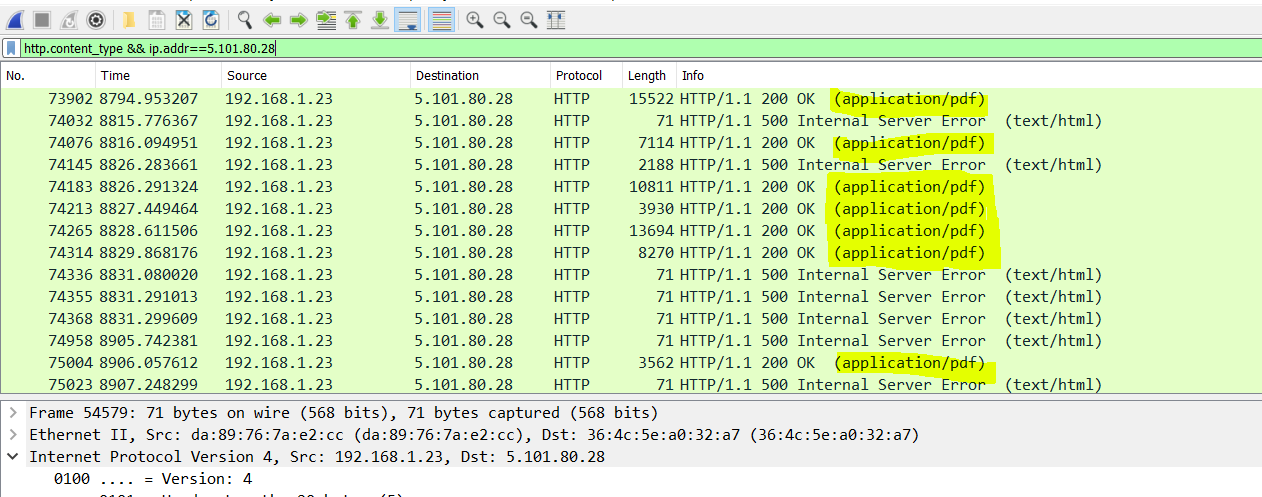 http.content_type && ip.addr==5.101.80.28
No. Time Source Destination Protocol Length Info
73902 8794.953207 192.168.1.23 5.101.80.28 HTTP 15522 HTTP/1.1 200 OK (application/pdf)
74032 8815.776367 192.168.1.23 5.101.80.28 HTTP 71 HTTP/1.1 500 Internal Server Error (text/html)
74076 8816.094951 192.168.1.23 5.101.80.28 HTTP 7114 HTTP/1.1 200 OK (application/pdf)
74145 8826.283661 192.168.1.23 5.101.80.28 HTTP 2188 HTTP/1.1 500 Internal Server Error (text/html)
74183 8826.291324 192.168.1.23 5.101.80.28 HTTP 10811 HTTP/1.1 200 OK (application/pdf)
74213 8827.449464 192.168.1.23 5.101.80.28 HTTP 3930 HTTP/1.1 200 OK (application/pdf)
74265 8828.611506 192.168.1.23 5.101.80.28 HTTP 13694 HTTP/1.1 200 OK (application/pdf)
74314 8829.868176 192.168.1.23 5.101.80.28 HTTP 8270 HTTP/1.1 200 OK (application/pdf)
74336 8831.080020 192.168.1.23 5.101.80.28 HTTP 71 HTTP/1.1 500 Internal Server Error (text/html)
74355 8831.291013 192.168.1.23 5.101.80.28 HTTP 71 HTTP/1.1 500 Internal Server Error (text/html)
74368 8831.299609 192.168.1.23 5.101.80.28 HTTP 71 HTTP/1.1 500 Internal Server Error (text/html)
74958 8905.742381 192.168.1.23 5.101.80.28 HTTP 71 HTTP/1.1 500 Internal Server Error (text/html)
75004 8906.057612 192.168.1.23 5.101.80.28 HTTP 3562 HTTP/1.1 200 OK (application/pdf)
75023 8907.248299 192.168.1.23 5.101.80.28 HTTP 71 HTTP/1.1 500 Internal Server Error (text/html)
Frame 54579: 71 bytes on wire (568 bits), 71 bytes captured (568 bits)
Ethernet II, Src: da:89:76:7a:e2:cc (da:89:76:7a:e2:cc), Dst: 36:4c:5e:a0:32:a7 (36:4c:5e:a0:32:a7)
Internet Protocol Version 4, Src: 192.168.1.23, Dst: 5.101.80.28
0100 .... = Version: 4